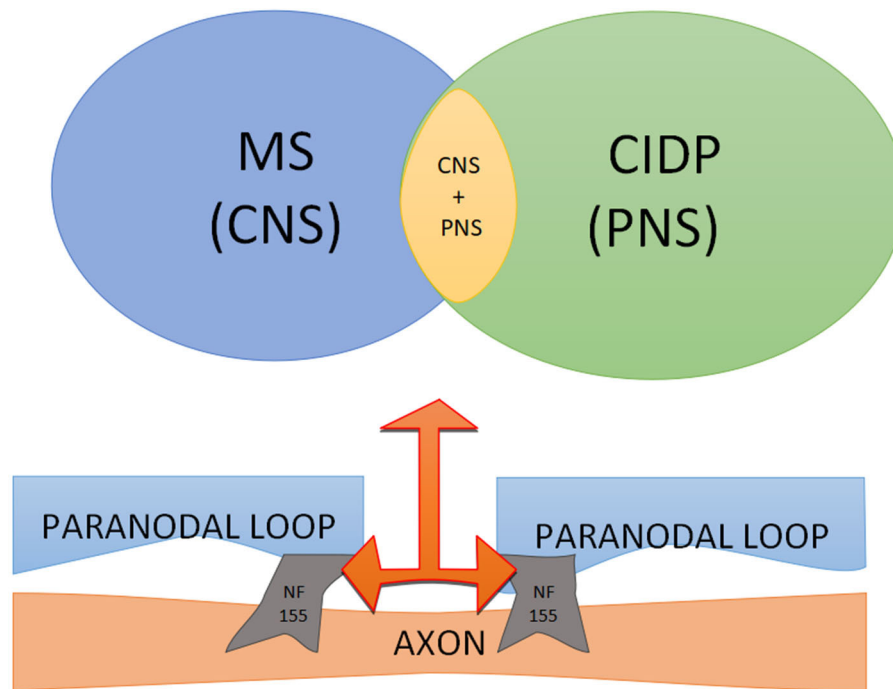 MS
(CNS)
CNS
+
PNS
CIDP
(PNS)
PARANODAL LOOP
PARANODAL LOOP
NF
155
NF
155
AXON